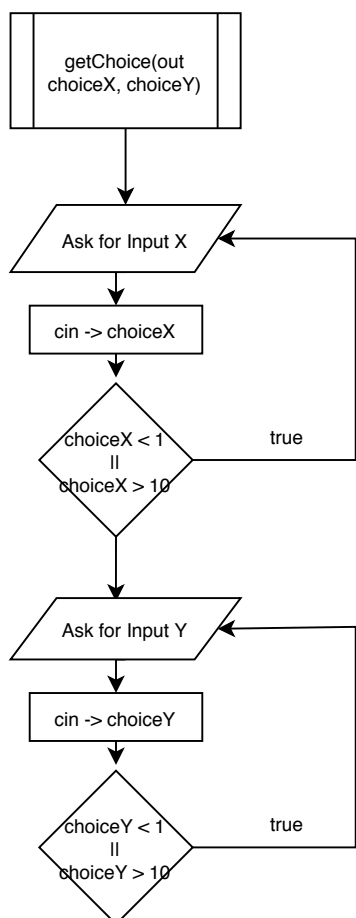 getChoice(out
choiceX, choiceY)
Ask for Input X
cin -> choiceX
choiceX < 1
||
choiceX > 10
true
Ask for Input Y
cin -> choiceY
choiceY < 1
||
choiceY > 10
true